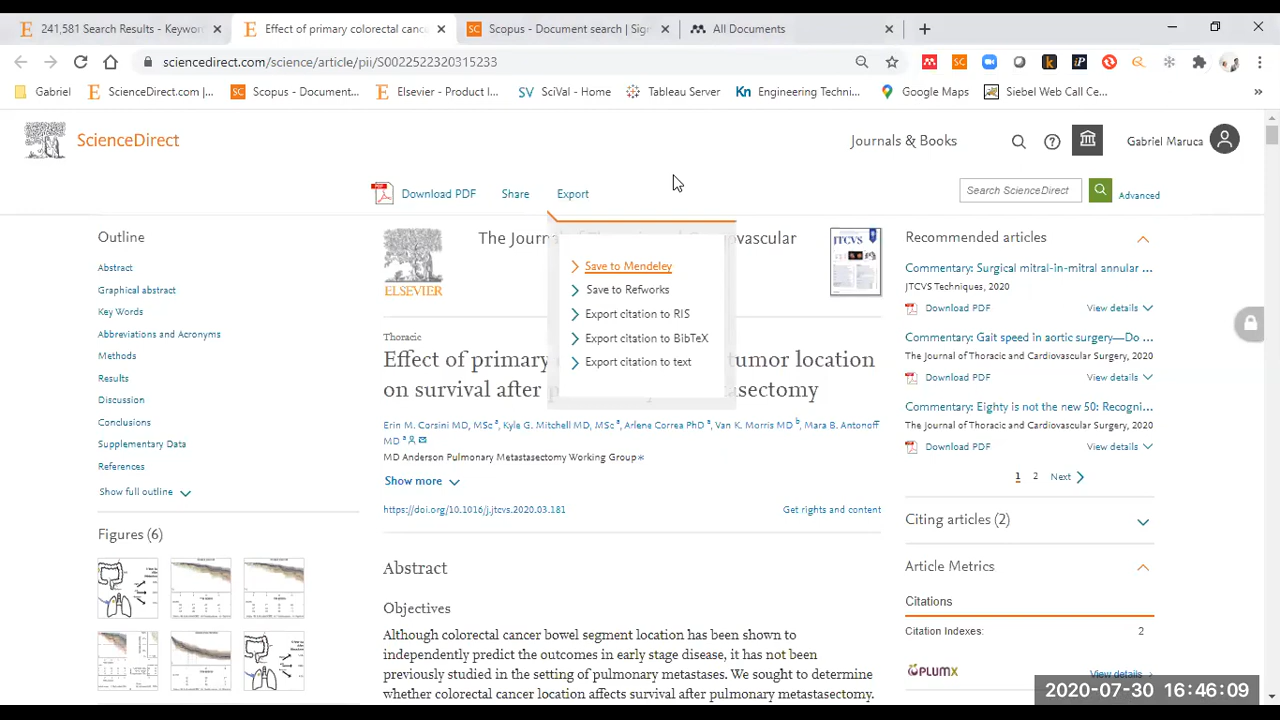 241,581 Search Results - Keywor
Effect of primary colorectal canc
Scopus - Document search | Sig
All Documents
sciencedirect.com/science/article/pii/S0022522320315233
Gabriel
ScienceDirect.com |...
Scopus - Document...
Elsevier - Product I...
SciVal - Home
Tableau Server
Engineering Techni...
Google Maps
Siebel Web Call Ce...
ScienceDirect
Journals & Books
Gabriel Maruca
Download PDF
Share
Export
Search ScienceDirect
Advanced
Outline
Abstract
Graphical abstract
Key Words
Abbreviations and Acronyms
Methods
Results
Discussion
Conclusions
Supplementary Data
References
Show full outline
Figures (6)
ELSEVIER
The Jour
ovascular
JTCVS
Save to Mendeley
Save to Refworks
Export citation to RIS
Export citation to BibTeX
Export citation to text
Thoracic
Effect of primary tumor location
on survival after p asectomy
Erin M. Corsini MD, MSc a, Kyle G. Mitchell MD, MSc a, Arlene Correa PhD a, Van K. Morris MD b, Mara B. Antonoff
MD a
MD Anderson Pulmonary Metastasectomy Working Group∗
Show more
https://doi.org/10.1016/j.jtcvs.2020.03.181
Get rights and content
Abstract
Objectives
Although colorectal cancer bowel segment location has been shown to
independently predict the outcomes in early stage disease, it has not been
previously studied in the setting of pulmonary metastases. We sought to determine
whether colorectal cancer location affects survival after pulmonary metastasectomy.
Recommended articles
Commentary: Surgical mitral-in-mitral annular ...
JTCVS Techniques, 2020
Download PDF
View details
Commentary: Gait speed in aortic surgery—Do ...
The Journal of Thoracic and Cardiovascular Surgery, 2020
Download PDF
View details
Commentary: Eighty is not the new 50: Recogni...
The Journal of Thoracic and Cardiovascular Surgery, 2020
Download PDF
View details
1 2 Next
Citing articles (2)
Article Metrics
Citations
Citation Indexes: 2
PLUMX
View details
2020-07-30 16:46:09